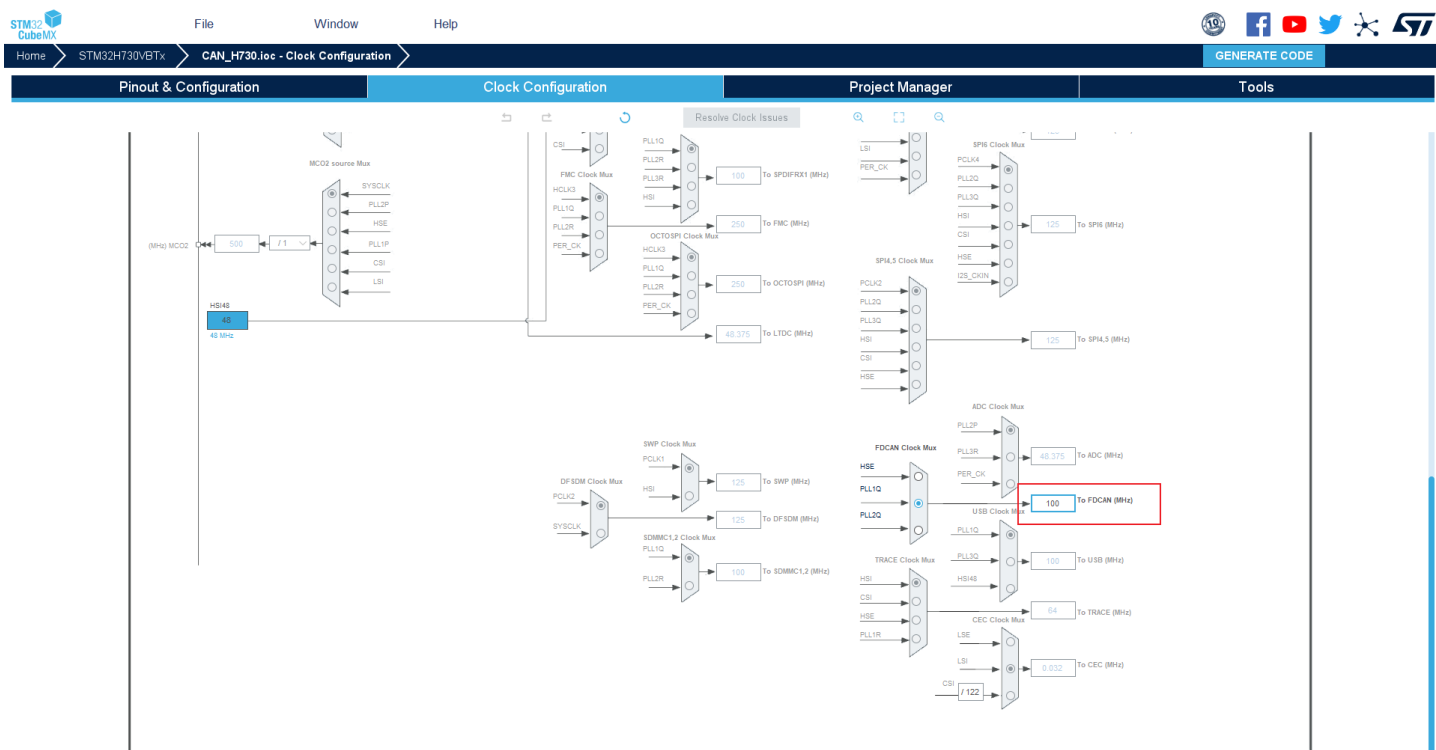 STM32
CubeMX
File
Window
Help
10
ST
Home
STM32H730VBTx
CAN_H730.ioc - Clock Configuration
GENERATE CODE
Pinout & Configuration
Clock Configuration
Project Manager
Tools
Resolve Clock Issues
MCO2 source Mux
SYSCLK
PLL2P
HSE
PLL1P
CSI
LSI
(MHz) MCO2
500
/ 1
HSI48
48
48 MHz
CSI
FMC Clock Mux
HCLK3
PLL1Q
PLL2R
PER_CK
250
To FMC (MHz)
PLL1Q
PLL2R
PLL3R
HSI
100
To SPDIFRX1 (MHz)
OCTOSPI Clock Mux
HCLK3
PLL1Q
PLL2R
PER_CK
250
To OCTOSPI (MHz)
48.375
To LTDC (MHz)
LSI
PER_CK
SPI6 Clock Mux
PCLK4
PLL2Q
PLL3Q
HSI
CSI
HSE
I2S_CKIN
125
To SPI6 (MHz)
SPI4,5 Clock Mux
PCLK2
PLL2Q
PLL3Q
HSI
CSI
HSE
125
To SPI4,5 (MHz)
SWP Clock Mux
PCLK1
HSI
125
To SWP (MHz)
DFSDM Clock Mux
PCLK2
SYSCLK
125
To DFSDM (MHz)
SDMMC1,2 Clock Mux
PLL1Q
PLL2R
100
To SDMMC1,2 (MHz)
ADC Clock Mux
PLL2P
PLL3R
PER_CK
48.375
To ADC (MHz)
FDCAN Clock Mux
HSE
PLL1Q
PLL2Q
100
To FDCAN (MHz)
USB Clock Mux
PLL1Q
PLL3Q
HSI48
100
To USB (MHz)
TRACE Clock Mux
HSI
CSI
HSE
PLL1R
64
To TRACE (MHz)
CEC Clock Mux
LSE
LSI
CSI
/ 122
0.032
To CEC (MHz)